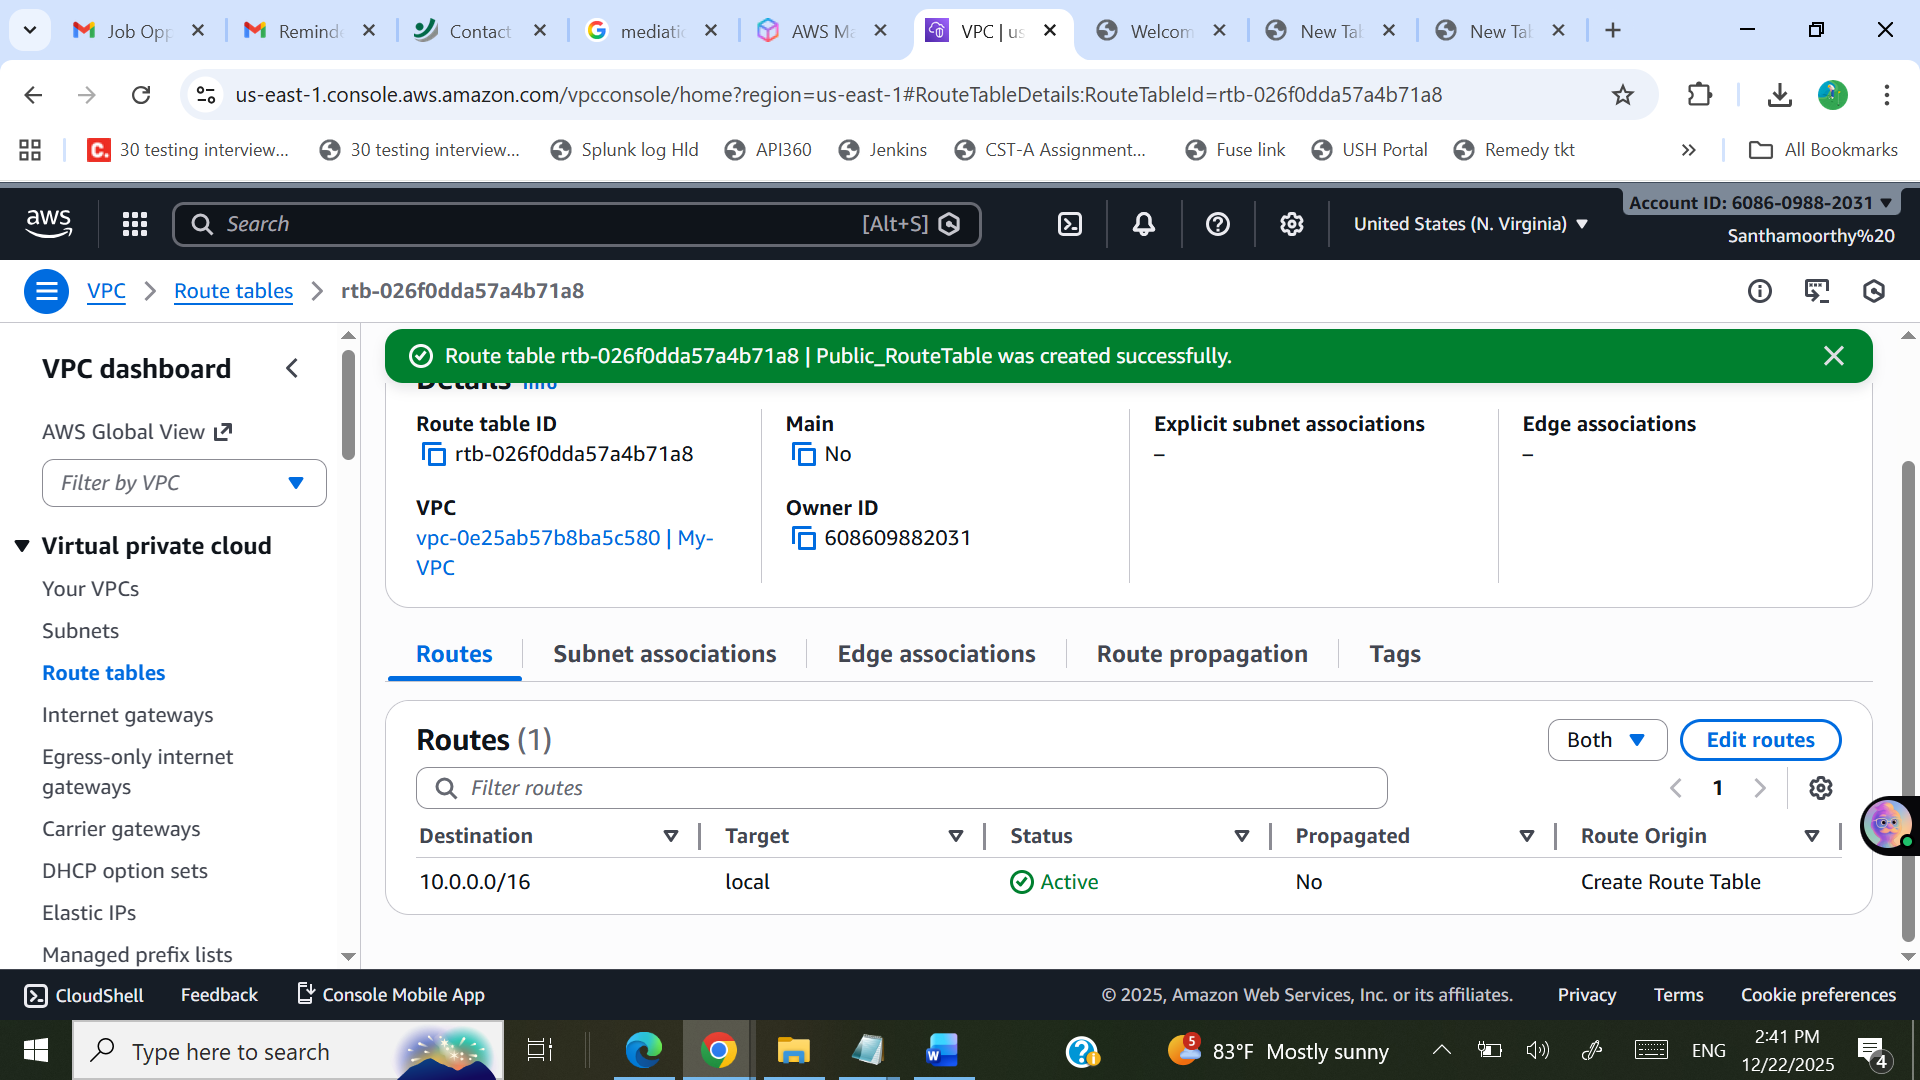 Job Opp
Reminde
Contact
mediatio
AWS Ma
VPC | us
Welcom
New Tab
New Tab
us-east-1.console.aws.amazon.com/vpcconsole/home?region=us-east-1#RouteTableDetails:RouteTableId=rtb-026f0dda57a4b71a8
30 testing interview...
30 testing interview...
Splunk log Hld
API360
Jenkins
CST-A Assignment...
Fuse link
USH Portal
Remedy tkt
All Bookmarks
aws
Search
[Alt+S]
United States (N. Virginia)
Account ID: 6086-0988-2031
Santhamoorthy%20
VPC
Route tables
rtb-026f0dda57a4b71a8
VPC dashboard
AWS Global View
Filter by VPC
Virtual private cloud
Your VPCs
Subnets
Route tables
Internet gateways
Egress-only internet
gateways
Carrier gateways
DHCP option sets
Elastic IPs
Managed prefix lists
Route table rtb-026f0dda57a4b71a8 | Public_RouteTable was created successfully.
Details Info
Route table ID
rtb-026f0dda57a4b71a8
Main
No
Explicit subnet associations
–
Edge associations
–
VPC
vpc-0e25ab57b8ba5c580 | My-
VPC
Owner ID
608609882031
Routes
Subnet associations
Edge associations
Route propagation
Tags
Routes (1)
Both
Edit routes
Filter routes
1
Destination
Target
Status
Propagated
Route Origin
10.0.0.0/16
local
Active
No
Create Route Table
CloudShell
Feedback
Console Mobile App
© 2025, Amazon Web Services, Inc. or its affiliates.
Privacy
Terms
Cookie preferences
Type here to search
5
83°F Mostly sunny
ENG
2:41 PM
12/22/2025
4